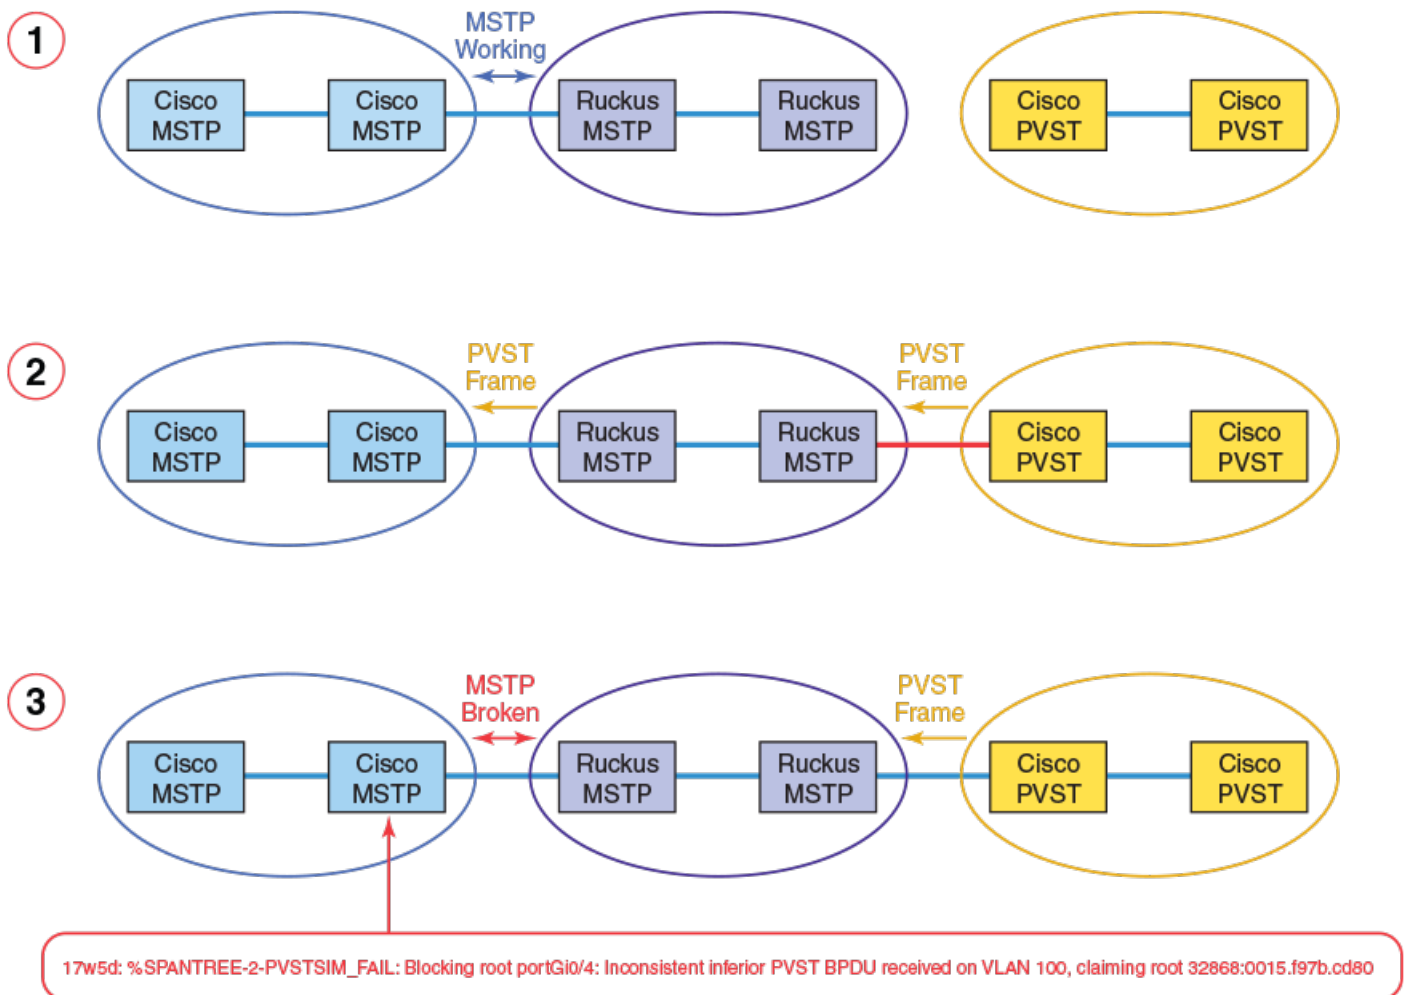 1
MSTP
Working
Cisco
MSTP
Cisco
MSTP
Ruckus
MSTP
Ruckus
MSTP
Cisco
PVST
Cisco
PVST
2
PVST
Frame
PVST
Frame
Cisco
MSTP
Cisco
MSTP
Ruckus
MSTP
Ruckus
MSTP
Cisco
PVST
Cisco
PVST
3
MSTP
Broken
PVST
Frame
Cisco
MSTP
Cisco
MSTP
Ruckus
MSTP
Ruckus
MSTP
Cisco
PVST
Cisco
PVST
17w5d: %SPANTREE-2-PVSTSIM_FAIL: Blocking root portGi0/4: Inconsistent inferior PVST BPDU received on VLAN 100, claiming root 32868:0015.f97b.cd80